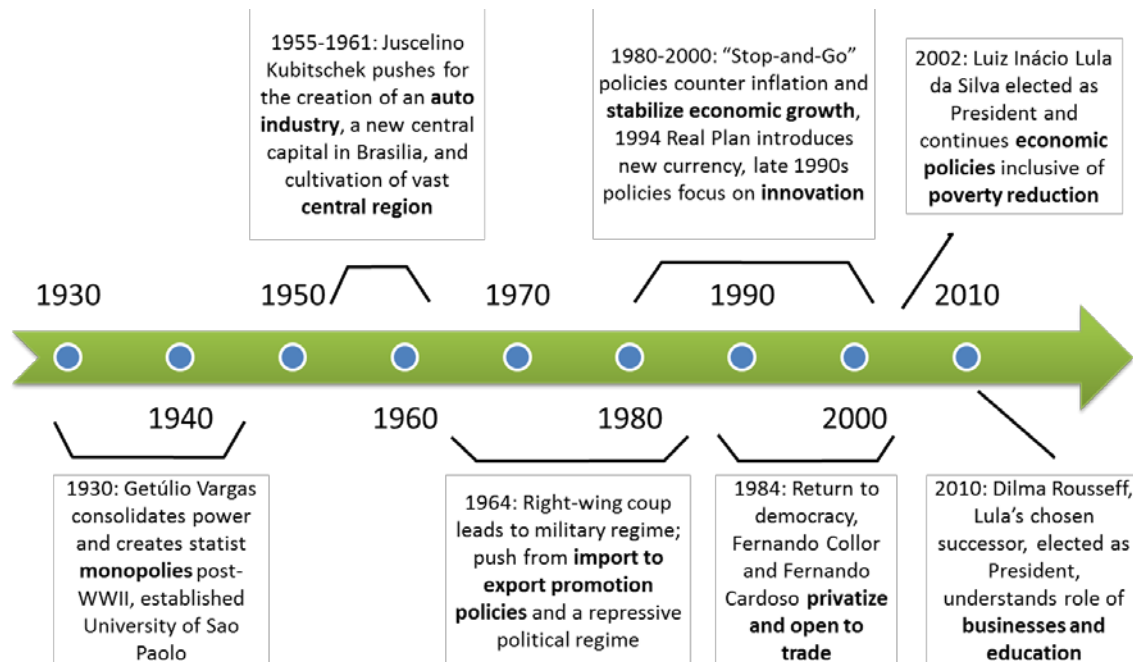 1955-1961: Juscelino
Kubitschek pushes for
the creation of an auto
industry, a new central
capital in Brasilia, and
cultivation of vast
central region
1980-2000: “Stop-and-Go”
policies counter inflation and
stabilize economic growth,
1994 Real Plan introduces
new currency, late 1990s
policies focus on innovation
2002: Luiz Inácio Lula
da Silva elected as
President and
continues economic
policies inclusive of
poverty reduction
1930
1950
1970
1990
2010
1940
1960
1980
2000
1930: Getúlio Vargas
consolidates power
and creates statist
monopolies post-
WWII, established
University of Sao
Paolo
1964: Right-wing coup
leads to military regime;
push from import to
export promotion
policies and a repressive
political regime
1984: Return to
democracy,
Fernando Collor
and Fernando
Cardoso privatize
and open to
trade
2010: Dilma Rousseff,
Lula’s chosen
successor, elected as
President,
understands role of
businesses and
education